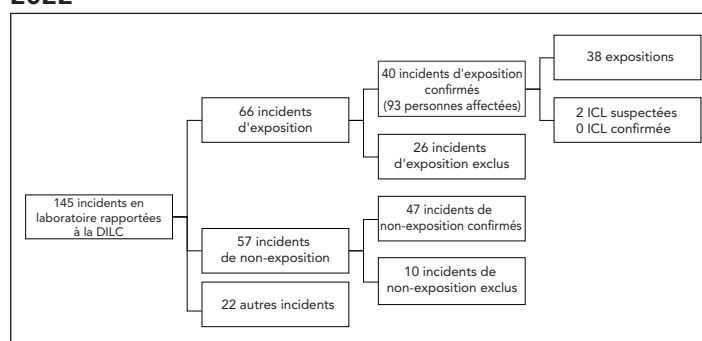 145 incidents en
laboratoire rapportées
à la DILC
66 incidents
d'exposition
40 incidents d'exposition
confirmés
(93 personnes affectées)
38 expositions
2 ICL suspectées
0 ICL confirmée
26 incidents
d'exposition exclus
57 incidents
de non-exposition
47 incidents de
non-exposition confirmés
10 incidents de
non-exposition exclus
22 autres incidents